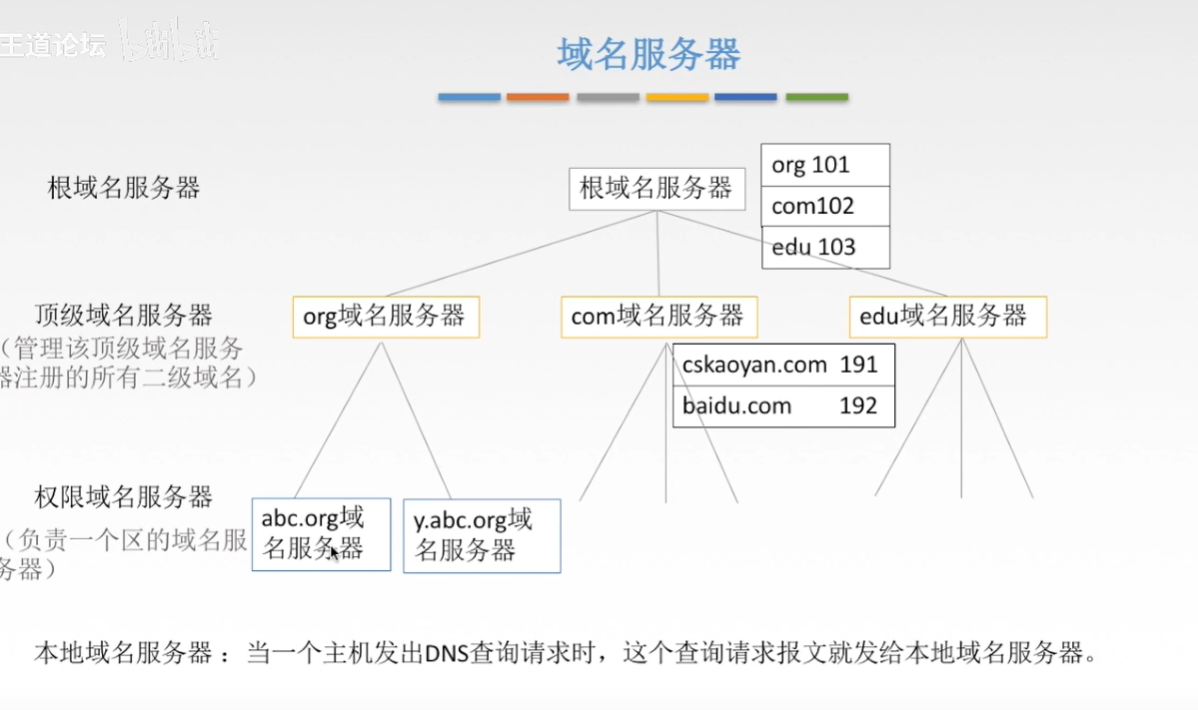 王道论坛 bilibili
域名服务器
org 101
根域名服务器
根域名服务器
com102
edu 103
顶级域名服务器
org域名服务器
com域名服务器
edu域名服务器
（管理该顶级域名服务
器注册的所有二级域名）
cskaoyan.com 191
baidu.com 192
权限域名服务器
（负责一个区的域名服
务器）
abc.org域
名服务器
y.abc.org域
名服务器
本地域名服务器： 当一个主机发出DNS查询请求时，这个查询请求报文就发给本地域名服务器。